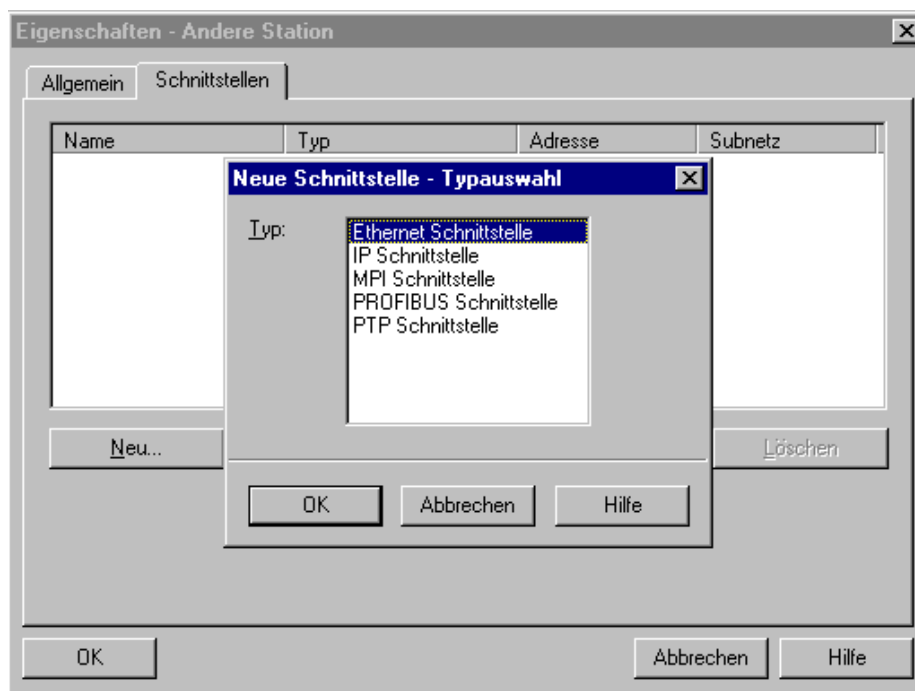 Eigenschaften - Andere Station
Allgemein Schnittstellen
Name Typ Adresse Subnetz
Neue Schnittstelle - Typauswahl
Typ:
Ethernet Schnittstelle
IP Schnittstelle
MPI Schnittstelle
PROFIBUS Schnittstelle
PTP Schnittstelle
Neu... Löschen
OK Abbrechen Hilfe
OK Abbrechen Hilfe